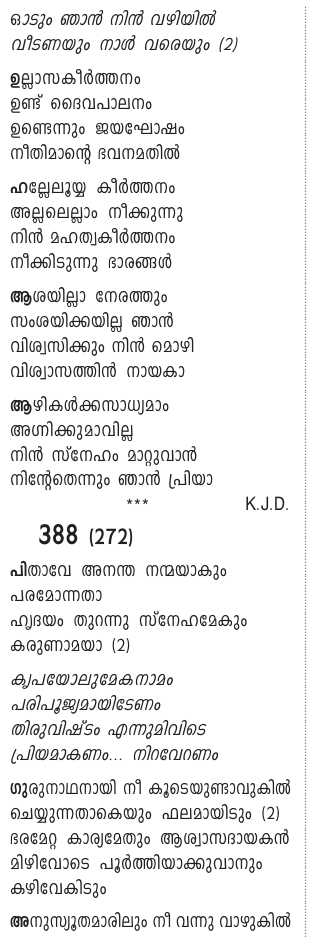 ഓടും ഞാൻ നിൻ വഴിയിൽ
വീടണയും നാൾ വരെയും (2)
ഉല്ലാസകീർത്തനം
ഉണ്ട് ദൈവപാലനം
ഉണ്ടെന്നും ജയഘോഷം
നീതിമാന്റെ ഭവനമതിൽ
ഹല്ലേലൂയ്യ കീർത്തനം
അല്ലലെല്ലാം നീക്കുന്നു
നിൻ മഹത്വകീർത്തനം
നീക്കിടുന്നു ഭാരങ്ങൾ
ആശയില്ലാ നേരത്തും
സംശയിക്കയില്ല ഞാൻ
വിശ്വസിക്കും നിൻ മൊഴി
വിശ്വാസത്തിൻ നായകാ
ആഴികൾക്കസാധ്യമാം
അഗ്നിക്കുമാവില്ല
നിൻ സ്നേഹം മാറ്റുവാൻ
നിന്റേതെന്നും ഞാൻ പ്രിയാ
*** K.J.D.
388 (272)
പിതാവേ അനന്ത നന്മയാകും
പരമോന്നതാ
ഹൃദയം തുറന്നു സ്നേഹമേകും
കരുണാമയാ (2)
കൃപയോലുമേകനാമം
പരിപൂജ്യമായിടേണം
തിരുവിഷ്ടം എന്നുമിവിടെ
പ്രിയമാകണം... നിറവേറണം
ഗുരുനാഥനായി നീ കൂടെയുണ്ടാവുകിൽ
ചെയ്യുന്നതാകെയും ഫലമായിടും (2)
ഭരമേറ്റ കാര്യമേതും ആശ്വാസദായകൻ
മിഴിവോടെ പൂർത്തിയാക്കുവാനും
കഴിവേകിടും
അനുസ്യൂതമാരിലും നീ വന്നു വാഴുകിൽ